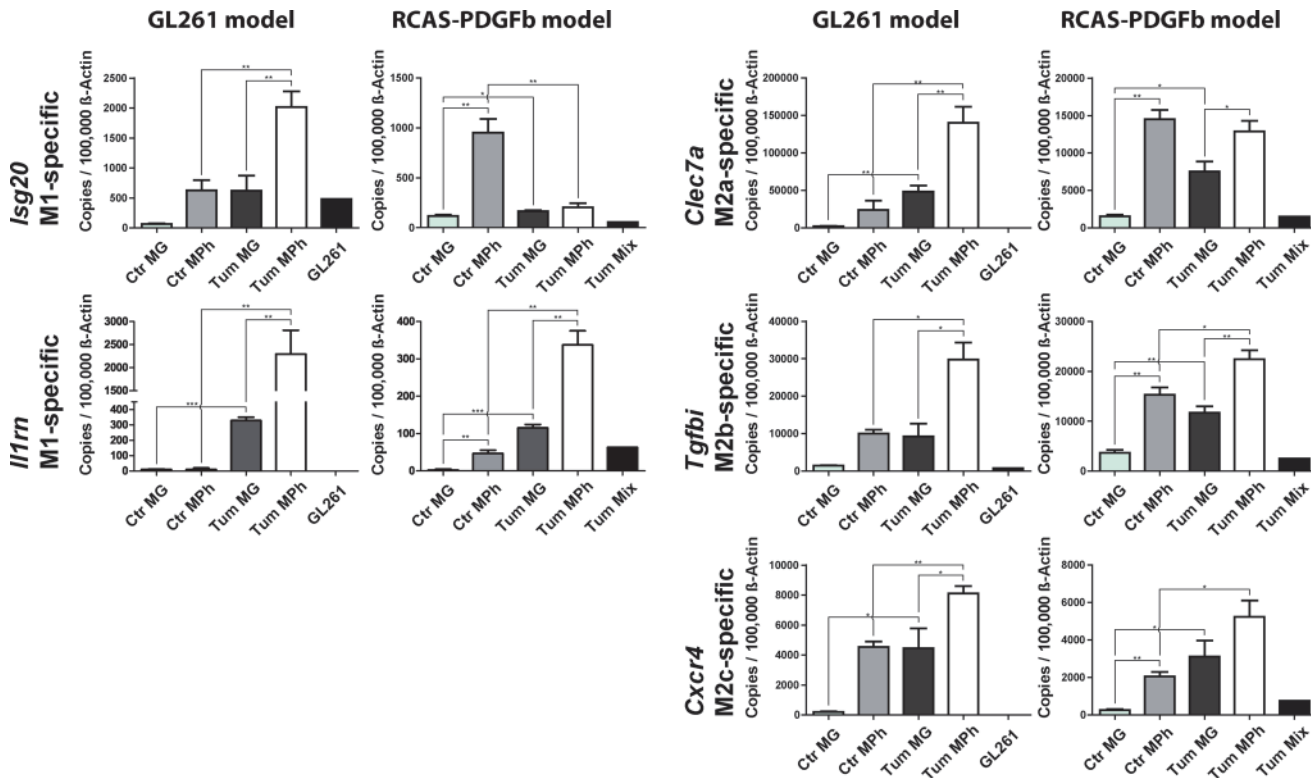 GL261 model
RCAS-PDGFb model
GL261 model
RCAS-PDGFb model
Isg20
M1-specific
Copies / 100,000 ß-Actin
2500
2000
1500
1000
500
0
** 
**
Ctr MG
Ctr MPh
Tum MG
Tum MPh
GL261
Copies / 100,000 ß-Actin
1500
1000
500
0
**
*
**
Ctr MG
Ctr MPh
Tum MG
Tum MPh
Tum Mix
Clec7a
M2a-specific
Copies / 100,000 ß-Actin
200000
150000
100000
50000
0
**
**
**
Ctr MG
Ctr MPh
Tum MG
Tum MPh
GL261
Copies / 100,000 ß-Actin
20000
15000
10000
5000
0
*
**
*
Ctr MG
Ctr MPh
Tum MG
Tum MPh
Tum Mix
Il1rn
M1-specific
Copies / 100,000 ß-Actin
3000
2500
2000
1500
1000
500
400
300
200
100
0
**
**
***
Ctr MG
Ctr MPh
Tum MG
Tum MPh
GL261
Copies / 100,000 ß-Actin
400
300
200
100
0
**
**
***
**
Ctr MG
Ctr MPh
Tum MG
Tum MPh
Tum Mix
Tgfbi
M2b-specific
Copies / 100,000 ß-Actin
40000
30000
20000
10000
0
*
*
Ctr MG
Ctr MPh
Tum MG
Tum MPh
GL261
Copies / 100,000 ß-Actin
30000
20000
10000
0
*
**
**
**
Ctr MG
Ctr MPh
Tum MG
Tum MPh
Tum Mix
Cxcr4
M2c-specific
Copies / 100,000 ß-Actin
10000
8000
6000
4000
2000
0
**
*
*
Ctr MG
Ctr MPh
Tum MG
Tum MPh
GL261
Copies / 100,000 ß-Actin
8000
6000
4000
2000
0
*
*
**
Ctr MG
Ctr MPh
Tum MG
Tum MPh
Tum Mix